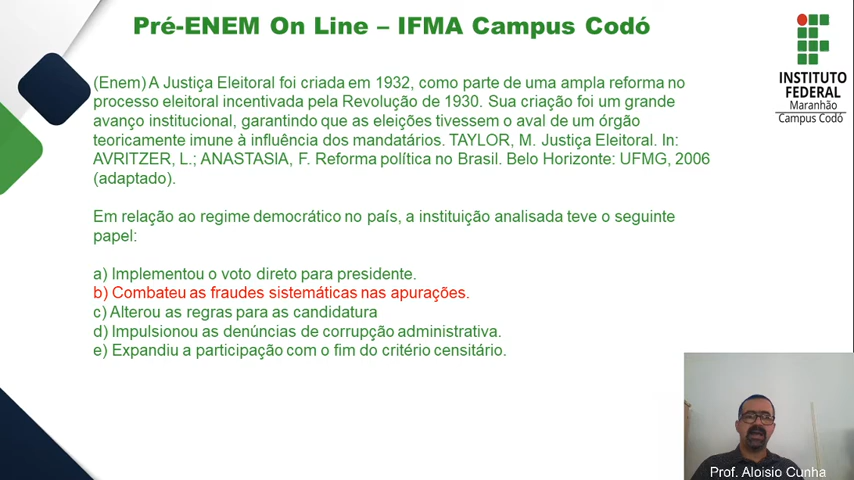 Pré-ENEM On Line – IFMA Campus Codó
INSTITUTO
FEDERAL
Maranhão
Campus Codó
(Enem) A Justiça Eleitoral foi criada em 1932, como parte de uma ampla reforma no
processo eleitoral incentivada pela Revolução de 1930. Sua criação foi um grande
avanço institucional, garantindo que as eleições tivessem o aval de um órgão
teoricamente imune à influência dos mandatários. TAYLOR, M. Justiça Eleitoral. In:
AVRITZER, L.; ANASTASIA, F. Reforma política no Brasil. Belo Horizonte: UFMG, 2006
(adaptado).
Em relação ao regime democrático no país, a instituição analisada teve o seguinte
papel:
a) Implementou o voto direto para presidente.
b) Combateu as fraudes sistemáticas nas apurações.
c) Alterou as regras para as candidatura
d) Impulsionou as denúncias de corrupção administrativa.
e) Expandiu a participação com o fim do critério censitário.
Prof. Aloisio Cunha